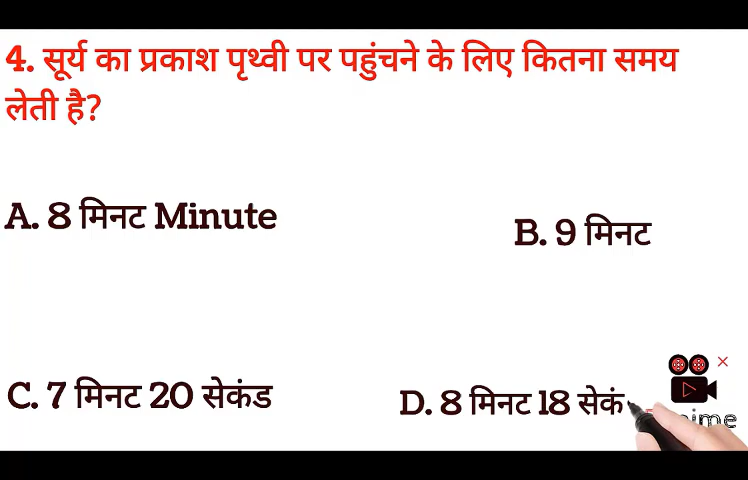 4. सूर्य का प्रकाश पृथ्वी पर पहुंचने के लिए कितना समय
लेती है?
A. 8 मिनट Minute
B. 9 मिनट
C. 7 मिनट 20 सेकंड
D. 8 मिनट 18 सेकं